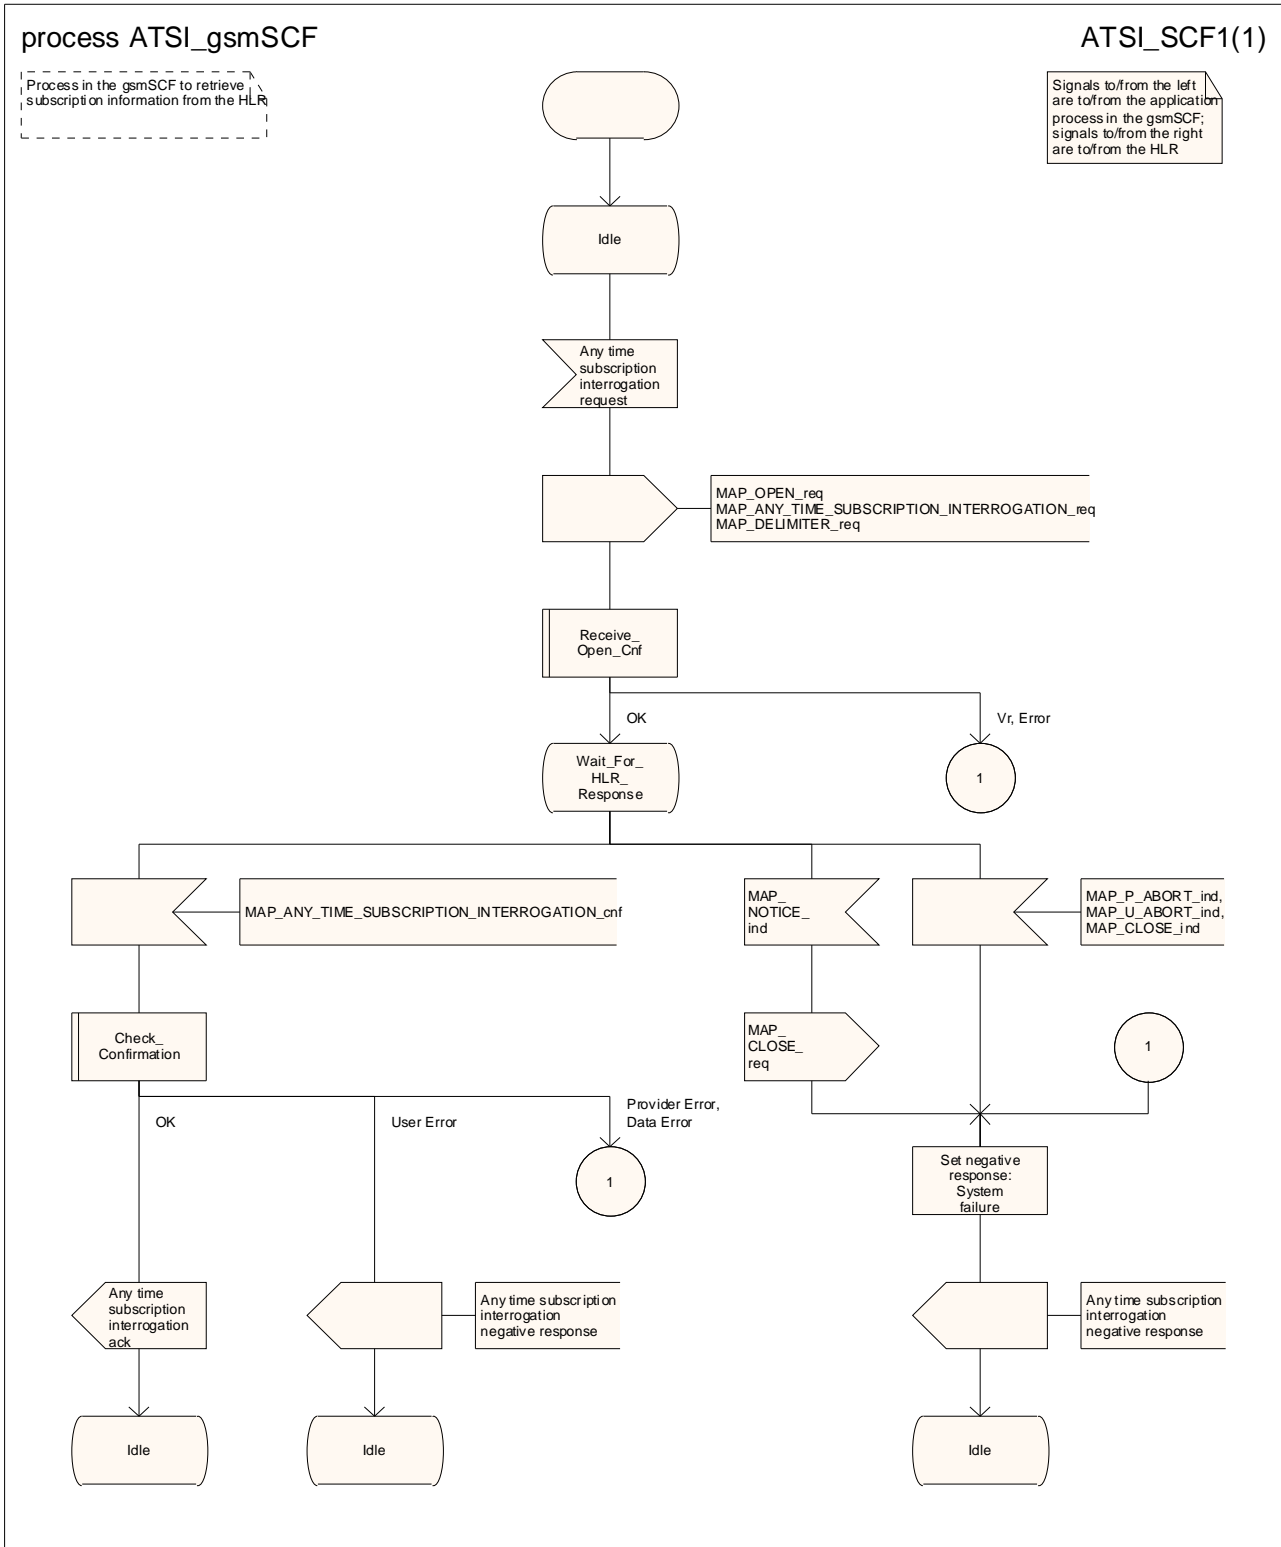 process ATSI_gsmSCF
ATSI_SCF1(1)
Process in the gsmSCF to retrieve
subscription information from the HLR
Signals to/from the left
are to/from the application
process in the gsmSCF;
signals to/from the right
are to/from the HLR
Idle
Any time
subscription
interrogation
request
MAP_OPEN_req
MAP_ANY_TIME_SUBSCRIPTION_INTERROGATION_req
MAP_DELIMITER_req
Receive_
Open_Cnf
OK
Vr, Error
Wait_For_
HLR_
Response
1
MAP_ANY_TIME_SUBSCRIPTION_INTERROGATION_cnf
MAP_
NOTICE_
ind
MAP_P_ABORT_ind,
MAP_U_ABORT_ind,
MAP_CLOSE_ind
Check_
Confirmation
MAP_
CLOSE_
req
1
OK
User Error
Provider Error,
Data Error
1
Set negative
response:
System
failure
Any time
subscription
interrogation
ack
Any time subscription
interrogation
negative response
Any time subscription
interrogation
negative response
Idle
Idle
Idle